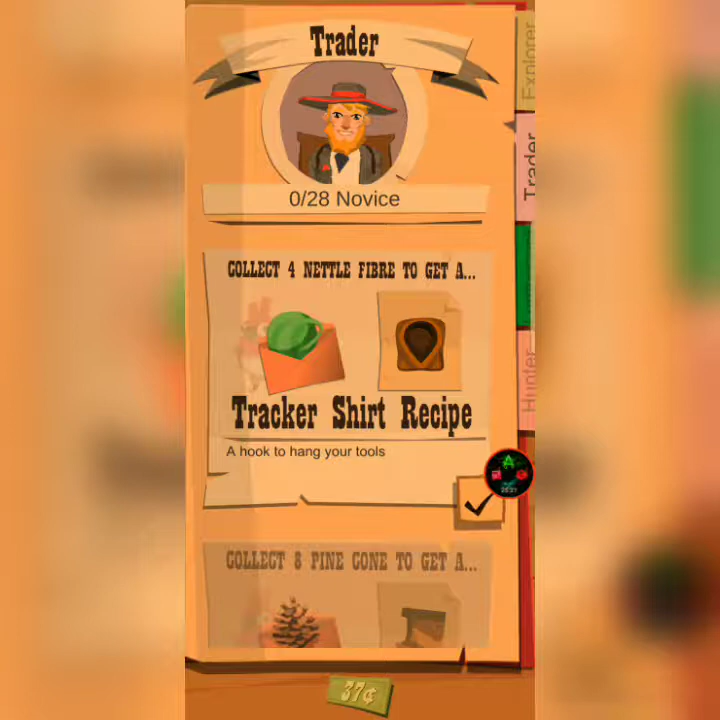 Trader
0/28 Novice
COLLECT 4 NETTLE FIBRE TO GET A...
Tracker Shirt Recipe
A hook to hang your tools
COLLECT 8 PINE CONE TO GET A...
37¢
Explorer
Trader
Hunter